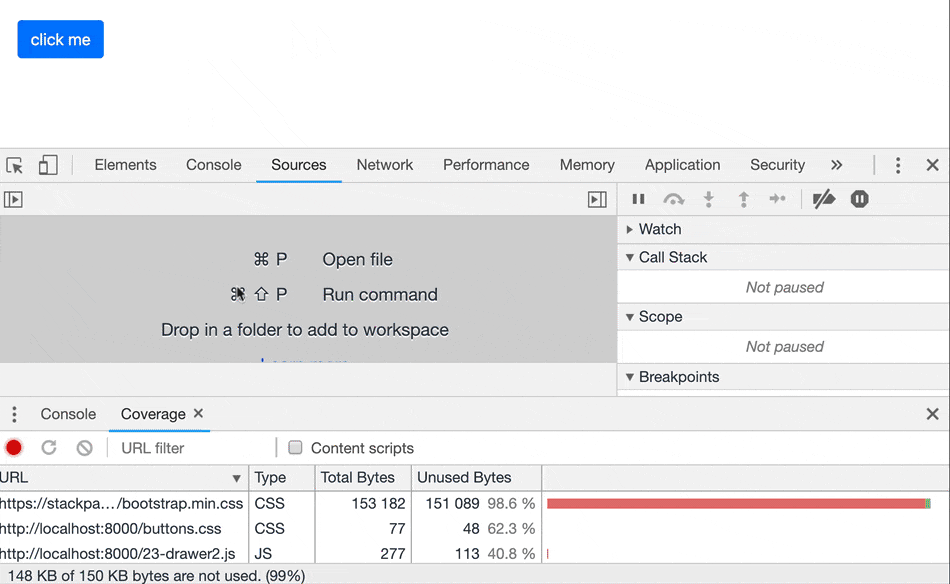 click me
Elements Console Sources Network Performance Memory Application Security »
⌘ P Open file
⌘ ⇧ P Run command
Drop in a folder to add to workspace
Watch
Call Stack
Not paused
Scope
Not paused
Breakpoints
Console Coverage ×
URL filter Content scripts
URL Type Total Bytes Unused Bytes
https://stackpa…/bootstrap.min.css CSS 153 182 151 089 98.6 %
http://localhost:8000/buttons.css CSS 77 48 62.3 %
http://localhost:8000/23-drawer2.js JS 277 113 40.8 %
148 KB of 150 KB bytes are not used. (99%)